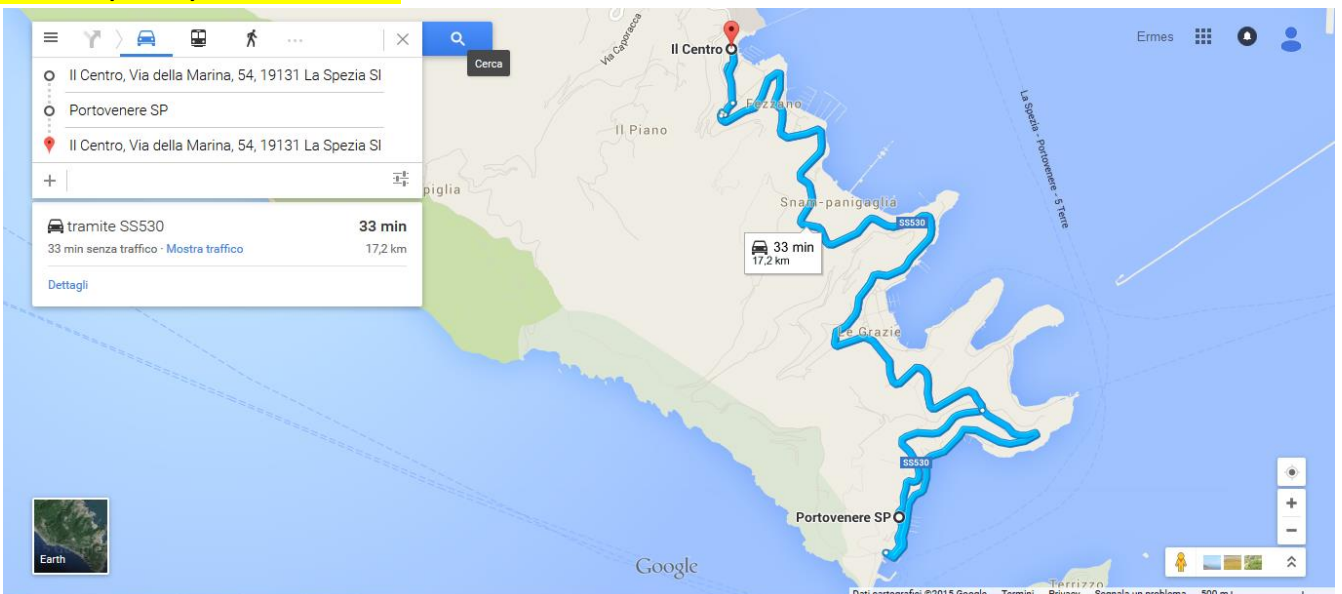 Il Centro, Via della Marina, 54, 19131 La Spezia SI
Portovenere SP
Il Centro, Via della Marina, 54, 19131 La Spezia SI
tramite SS530
33 min
33 min senza traffico · Mostra traffico
17,2 km
Dettagli
Cerca
Ermes
Via Caporacca
Il Centro
Fezzano
Il Piano
piglia
Snam-panigaglia
SS530
33 min
17,2 km
Le Grazie
SS530
Portovenere SP
La Spezia - Portovenere - 5 Terre
Terrizzo
Earth
Google
Dati cartografici ©2015 Google Termini Privacy Segnala un problema 500 m